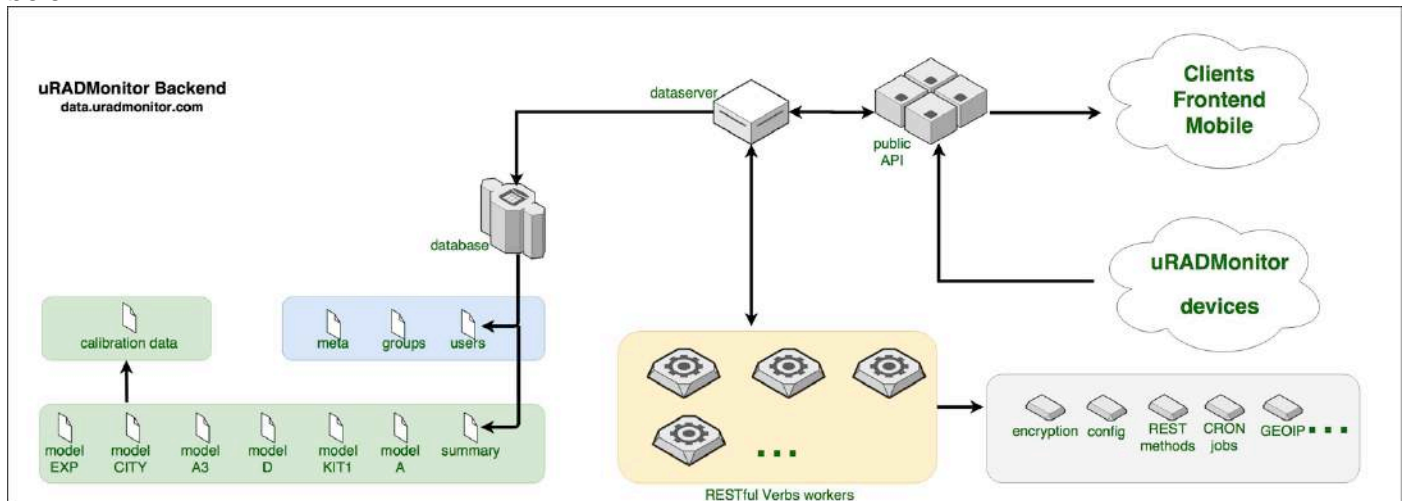 uRADMonitor Backend
data.uradmonitor.com
dataserver
public
API
Clients
Frontend
Mobile
database
uRADMonitor
devices
calibration data
meta
groups
users
model
EXP
model
CITY
model
A3
model
D
model
KIT1
model
A
summary
...
encryption
config
REST
methods
CRON
jobs
GEOIP
...
RESTful Verbs workers